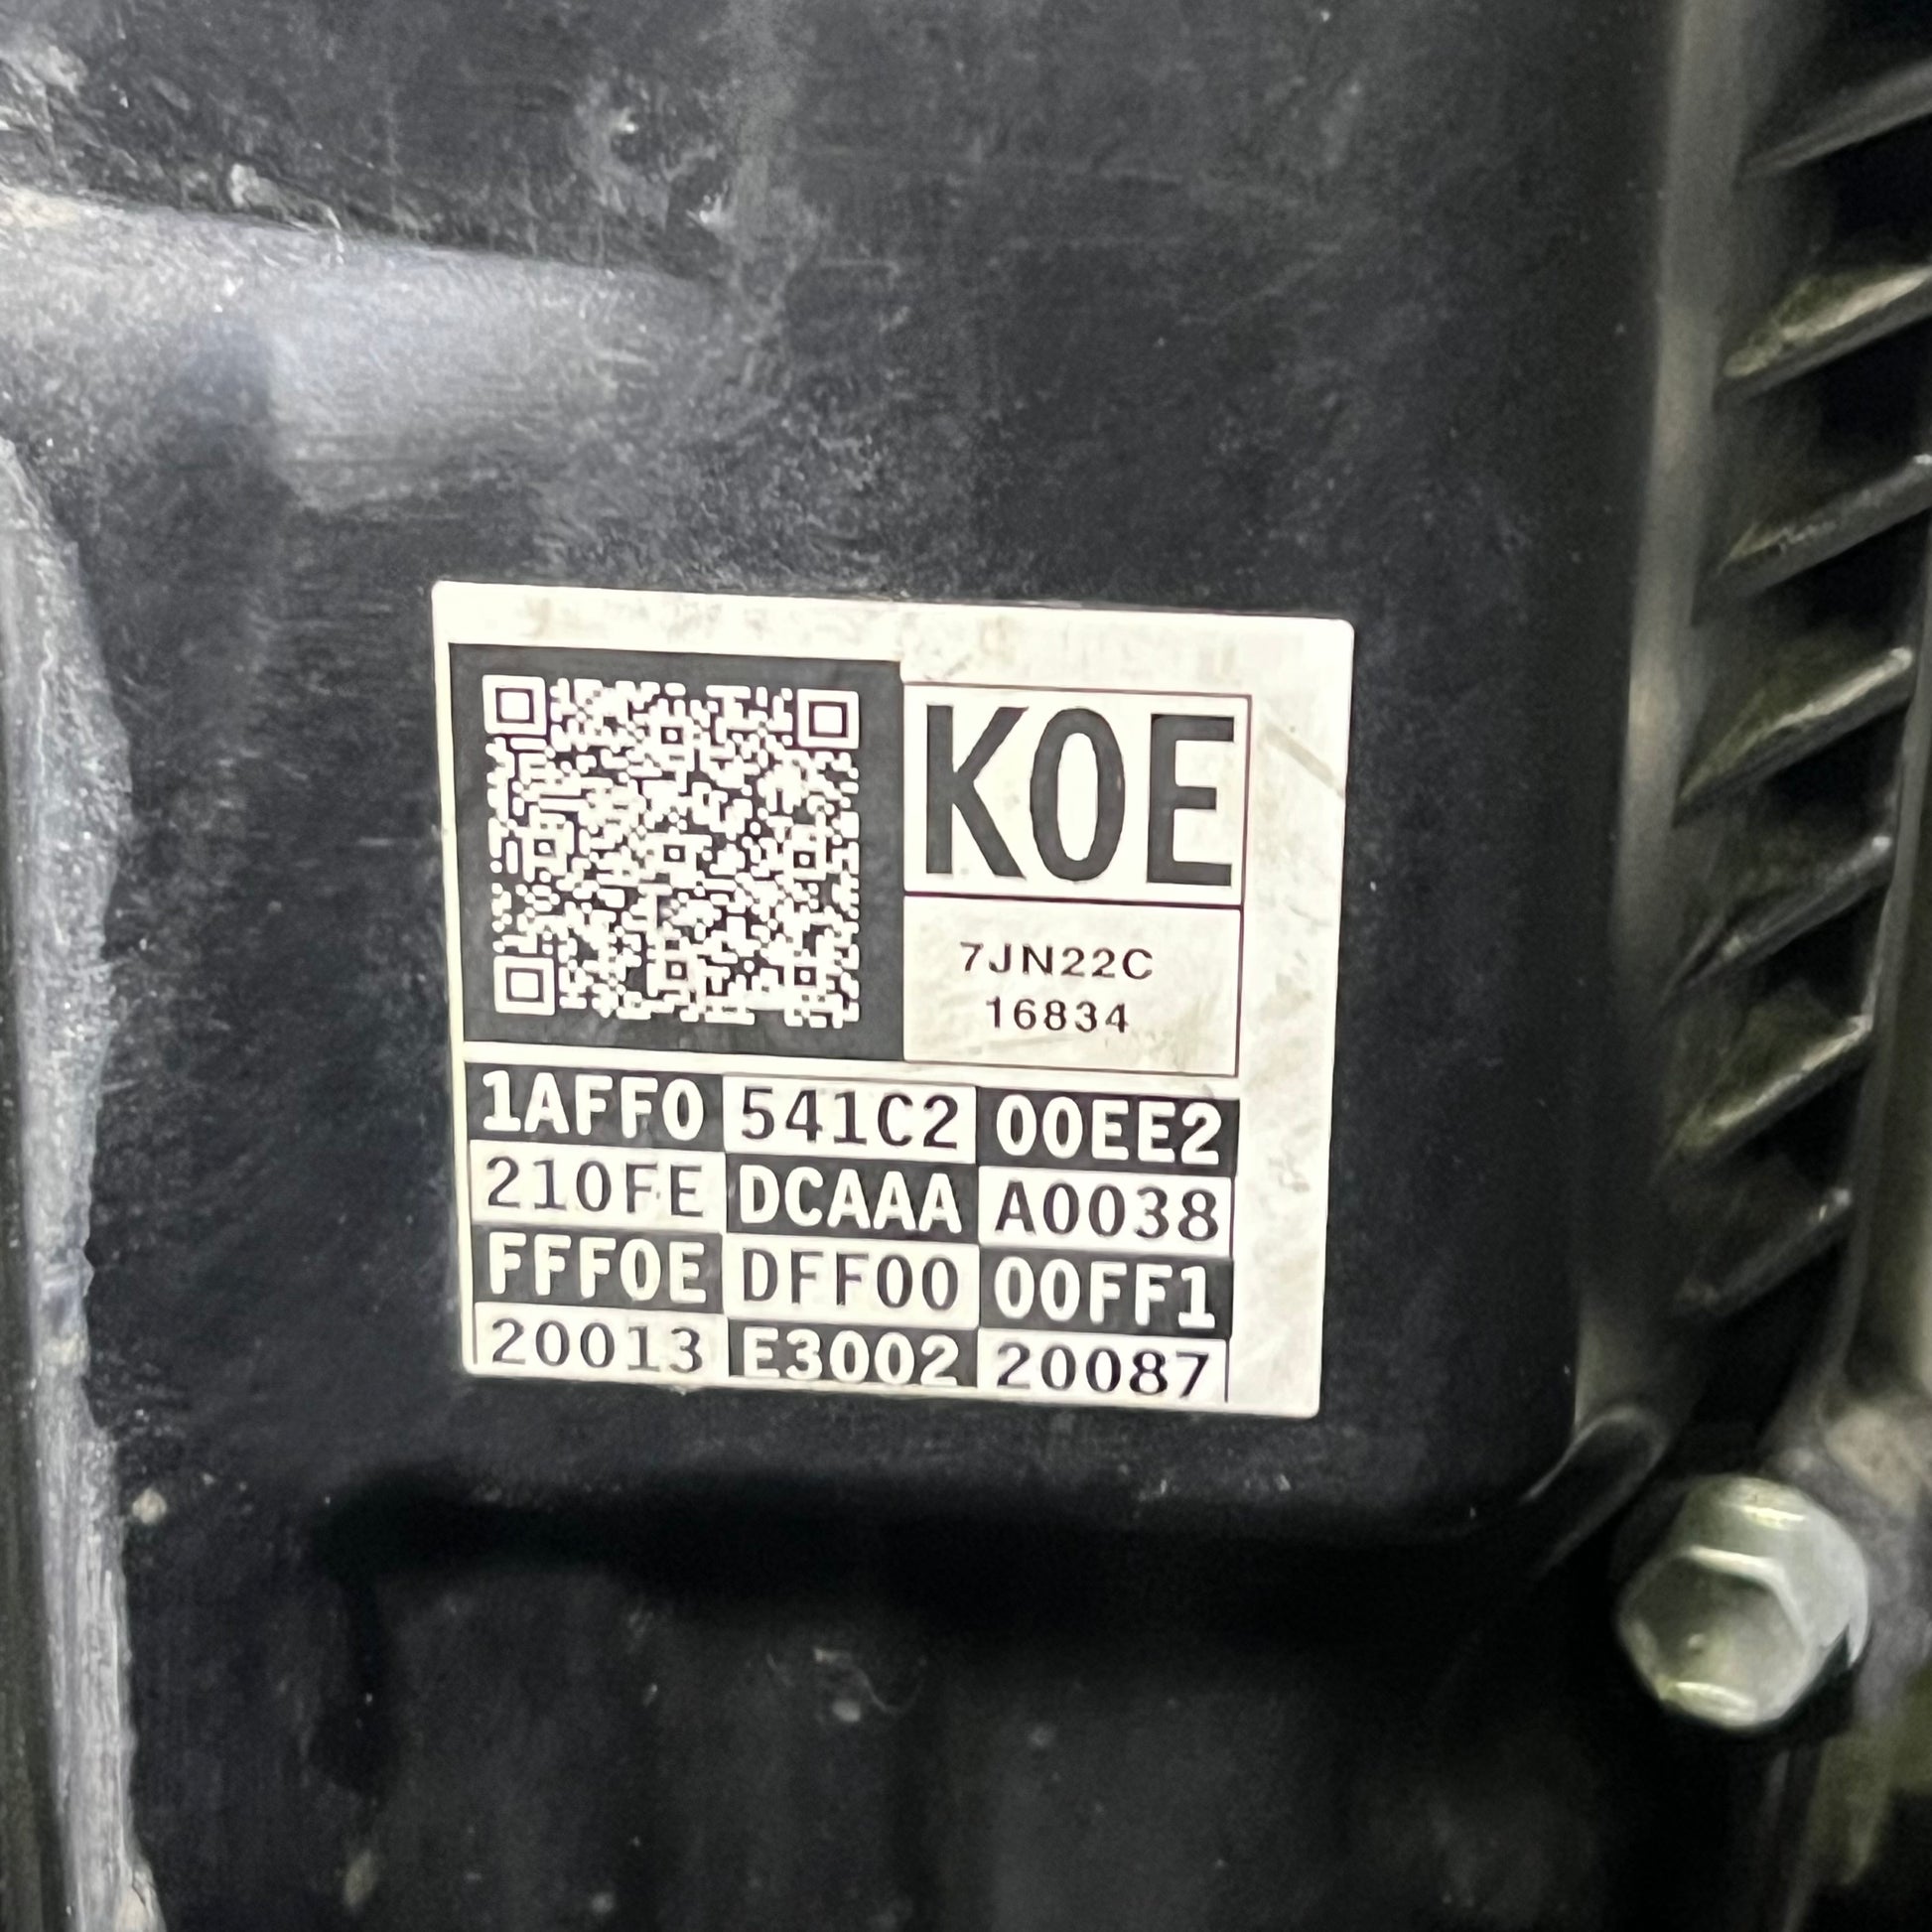 KOE
7JN22C
16834
1AFF0 541C2 00EE2
210FE DCAAA A0038
FFF0E DFF00 00FF1
20013 E3002 20087